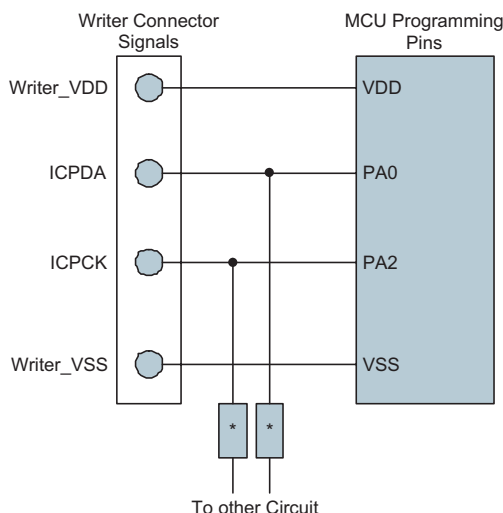 Writer Connector
Signals
MCU Programming
Pins
Writer_VDD
VDD
ICPDA
PA0
ICPCK
PA2
Writer_VSS
VSS
*
*
To other Circuit